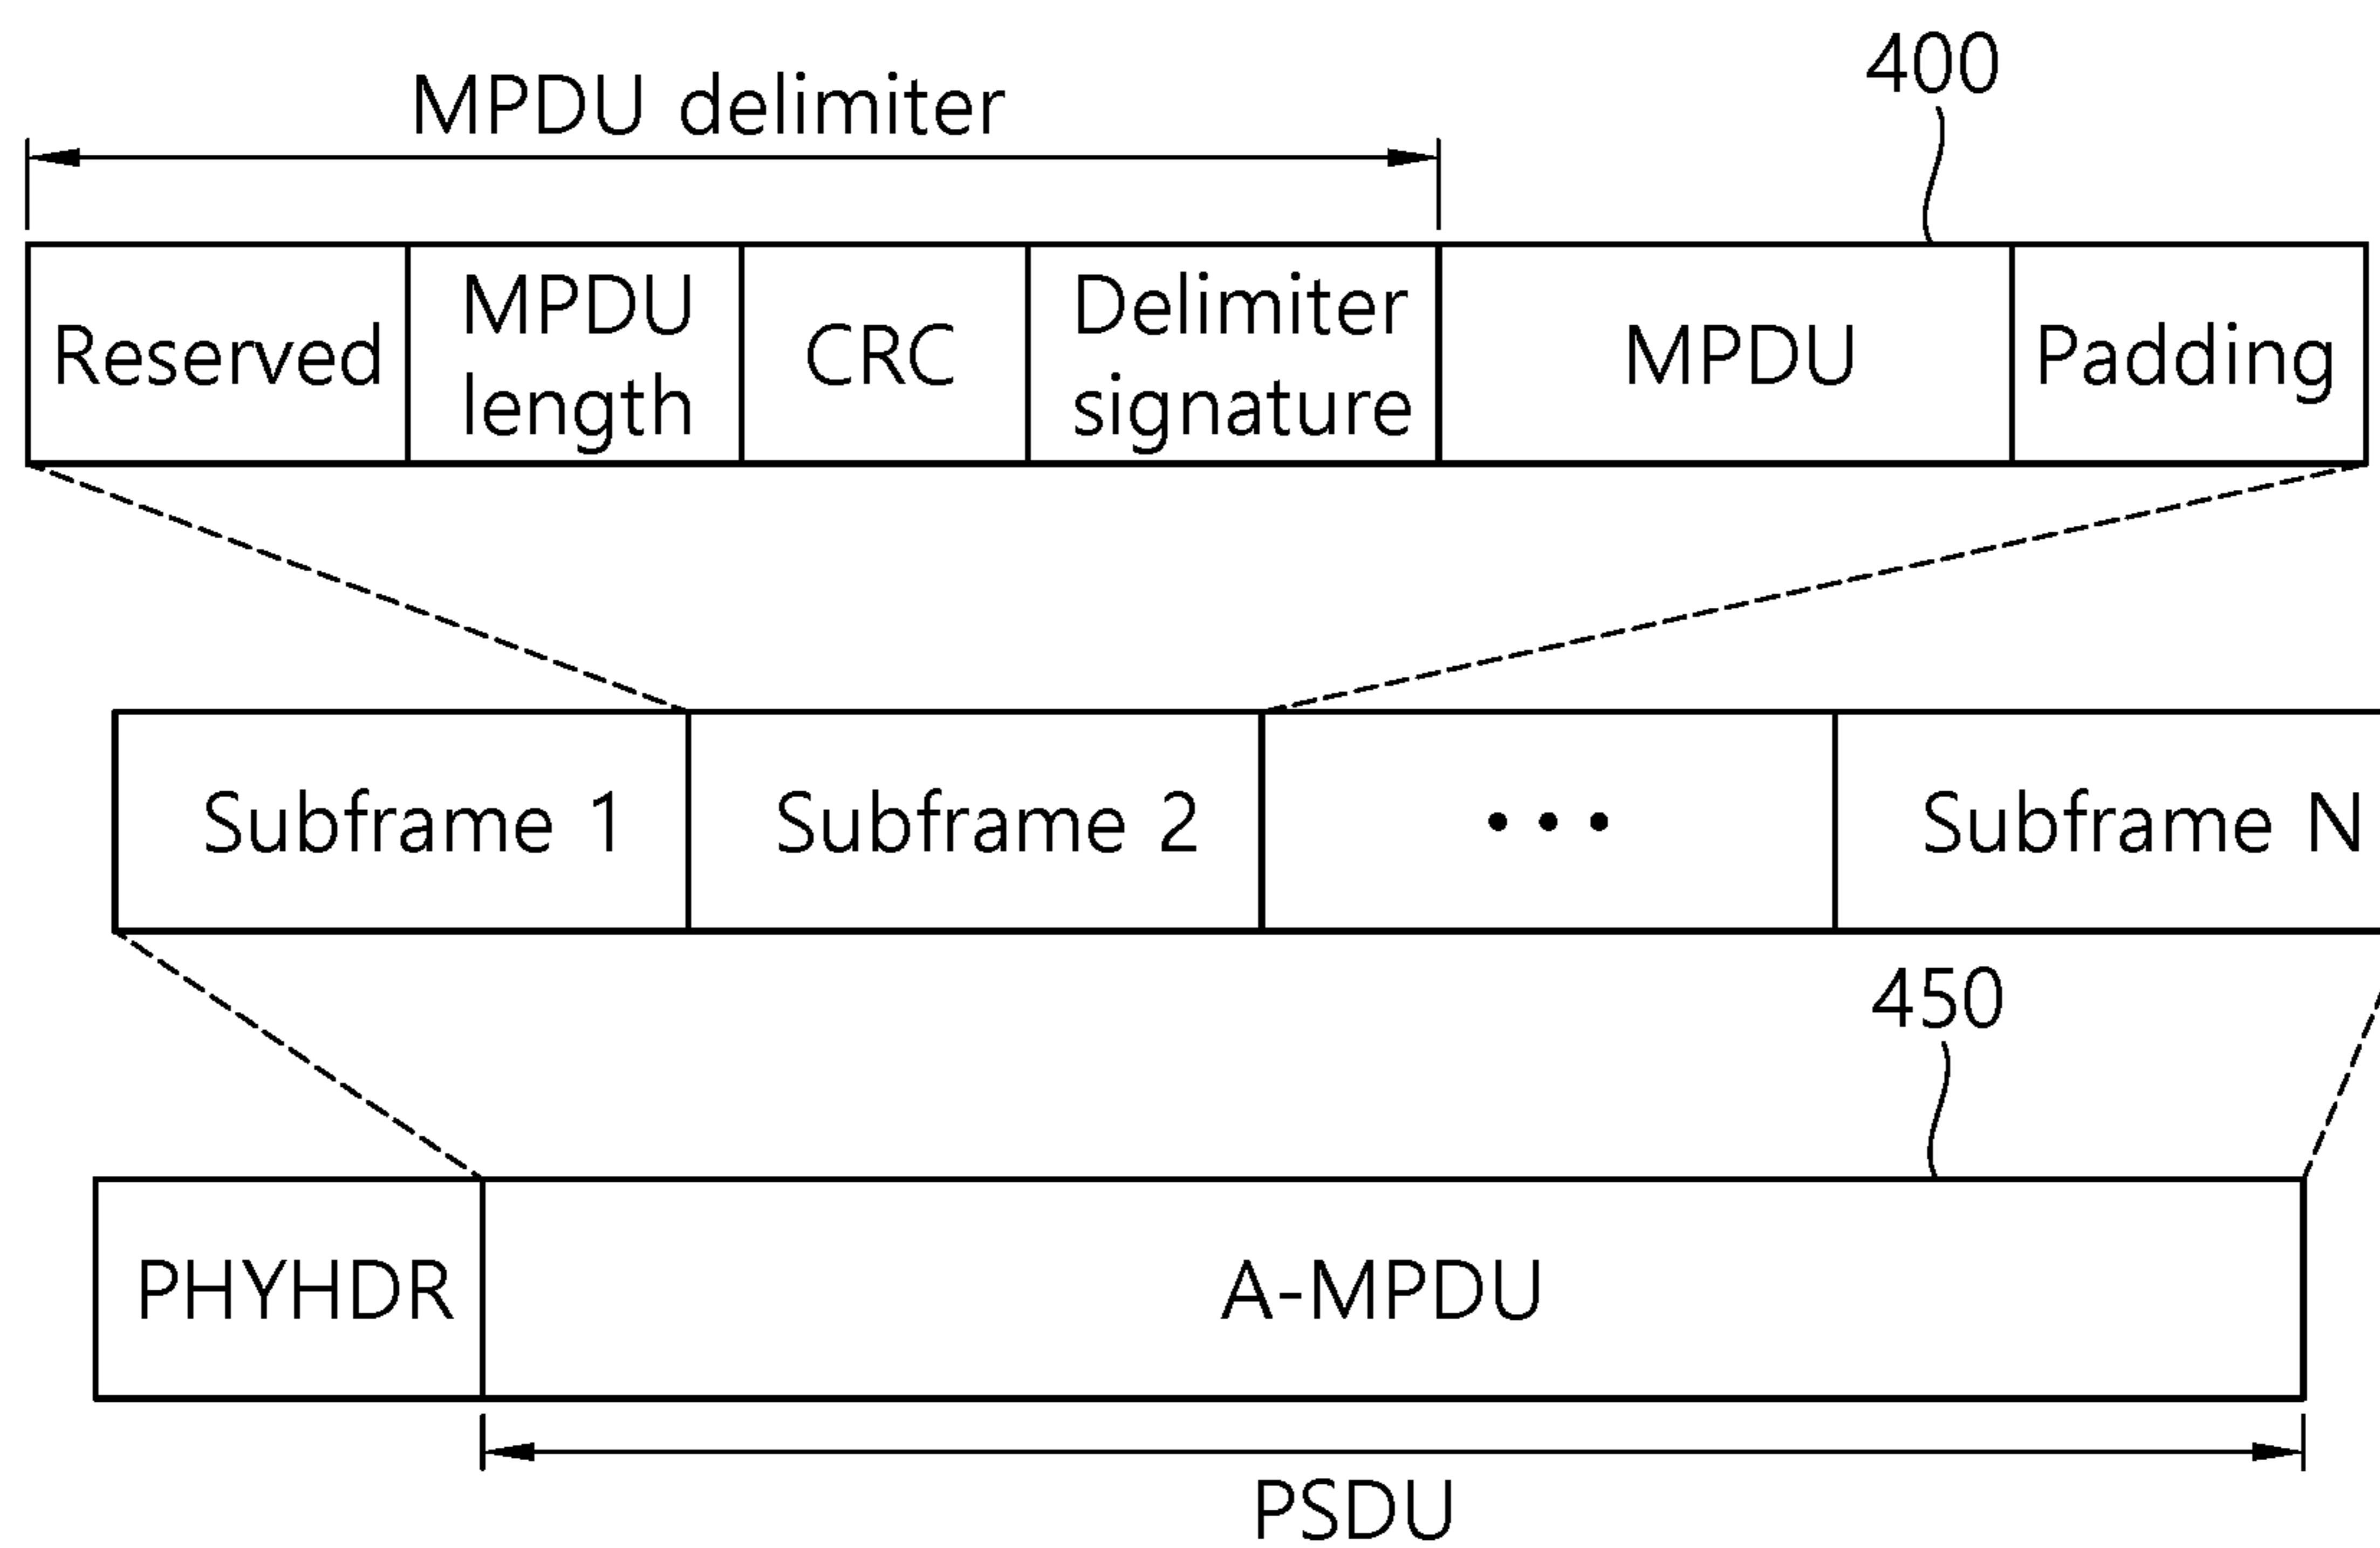 400
MPDU delimiter
Reserved
MPDU
length
CRC
Delimiter
signature
MPDU
Padding
Subframe 1
Subframe 2
• • •
Subframe N
450
PHYHDR
A-MPDU
PSDU